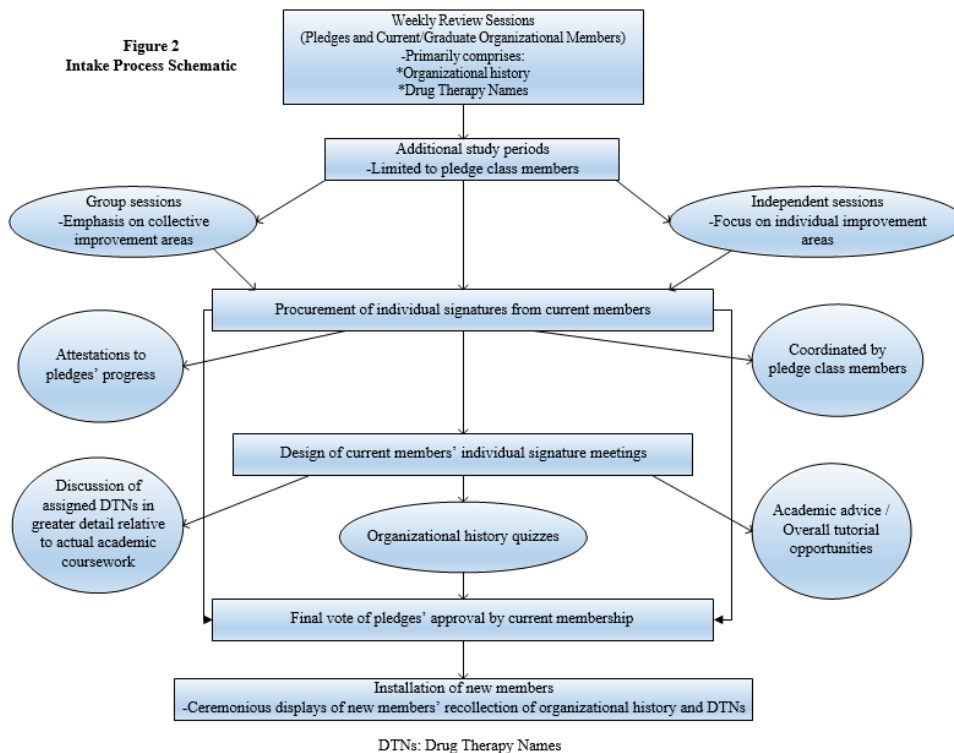 Figure 2
Intake Process Schematic
Weekly Review Sessions
(Pledges and Current/Graduate Organizational Members)
-Primarily comprises:
*Organizational history
*Drug Therapy Names
Additional study periods
-Limited to pledge class members
Group sessions
-Emphasis on collective
improvement areas
Independent sessions
-Focus on individual improvement
areas
Procurement of individual signatures from current members
Attestations to
pledges’ progress
Coordinated by
pledge class members
Design of current members’ individual signature meetings
Discussion of
assigned DTNs in
greater detail relative
to actual academic
coursework
Organizational history quizzes
Academic advice /
Overall tutorial
opportunities
Final vote of pledges’ approval by current membership
Installation of new members
-Ceremonious displays of new members’ recollection of organizational history and DTNs
DTNs: Drug Therapy Names